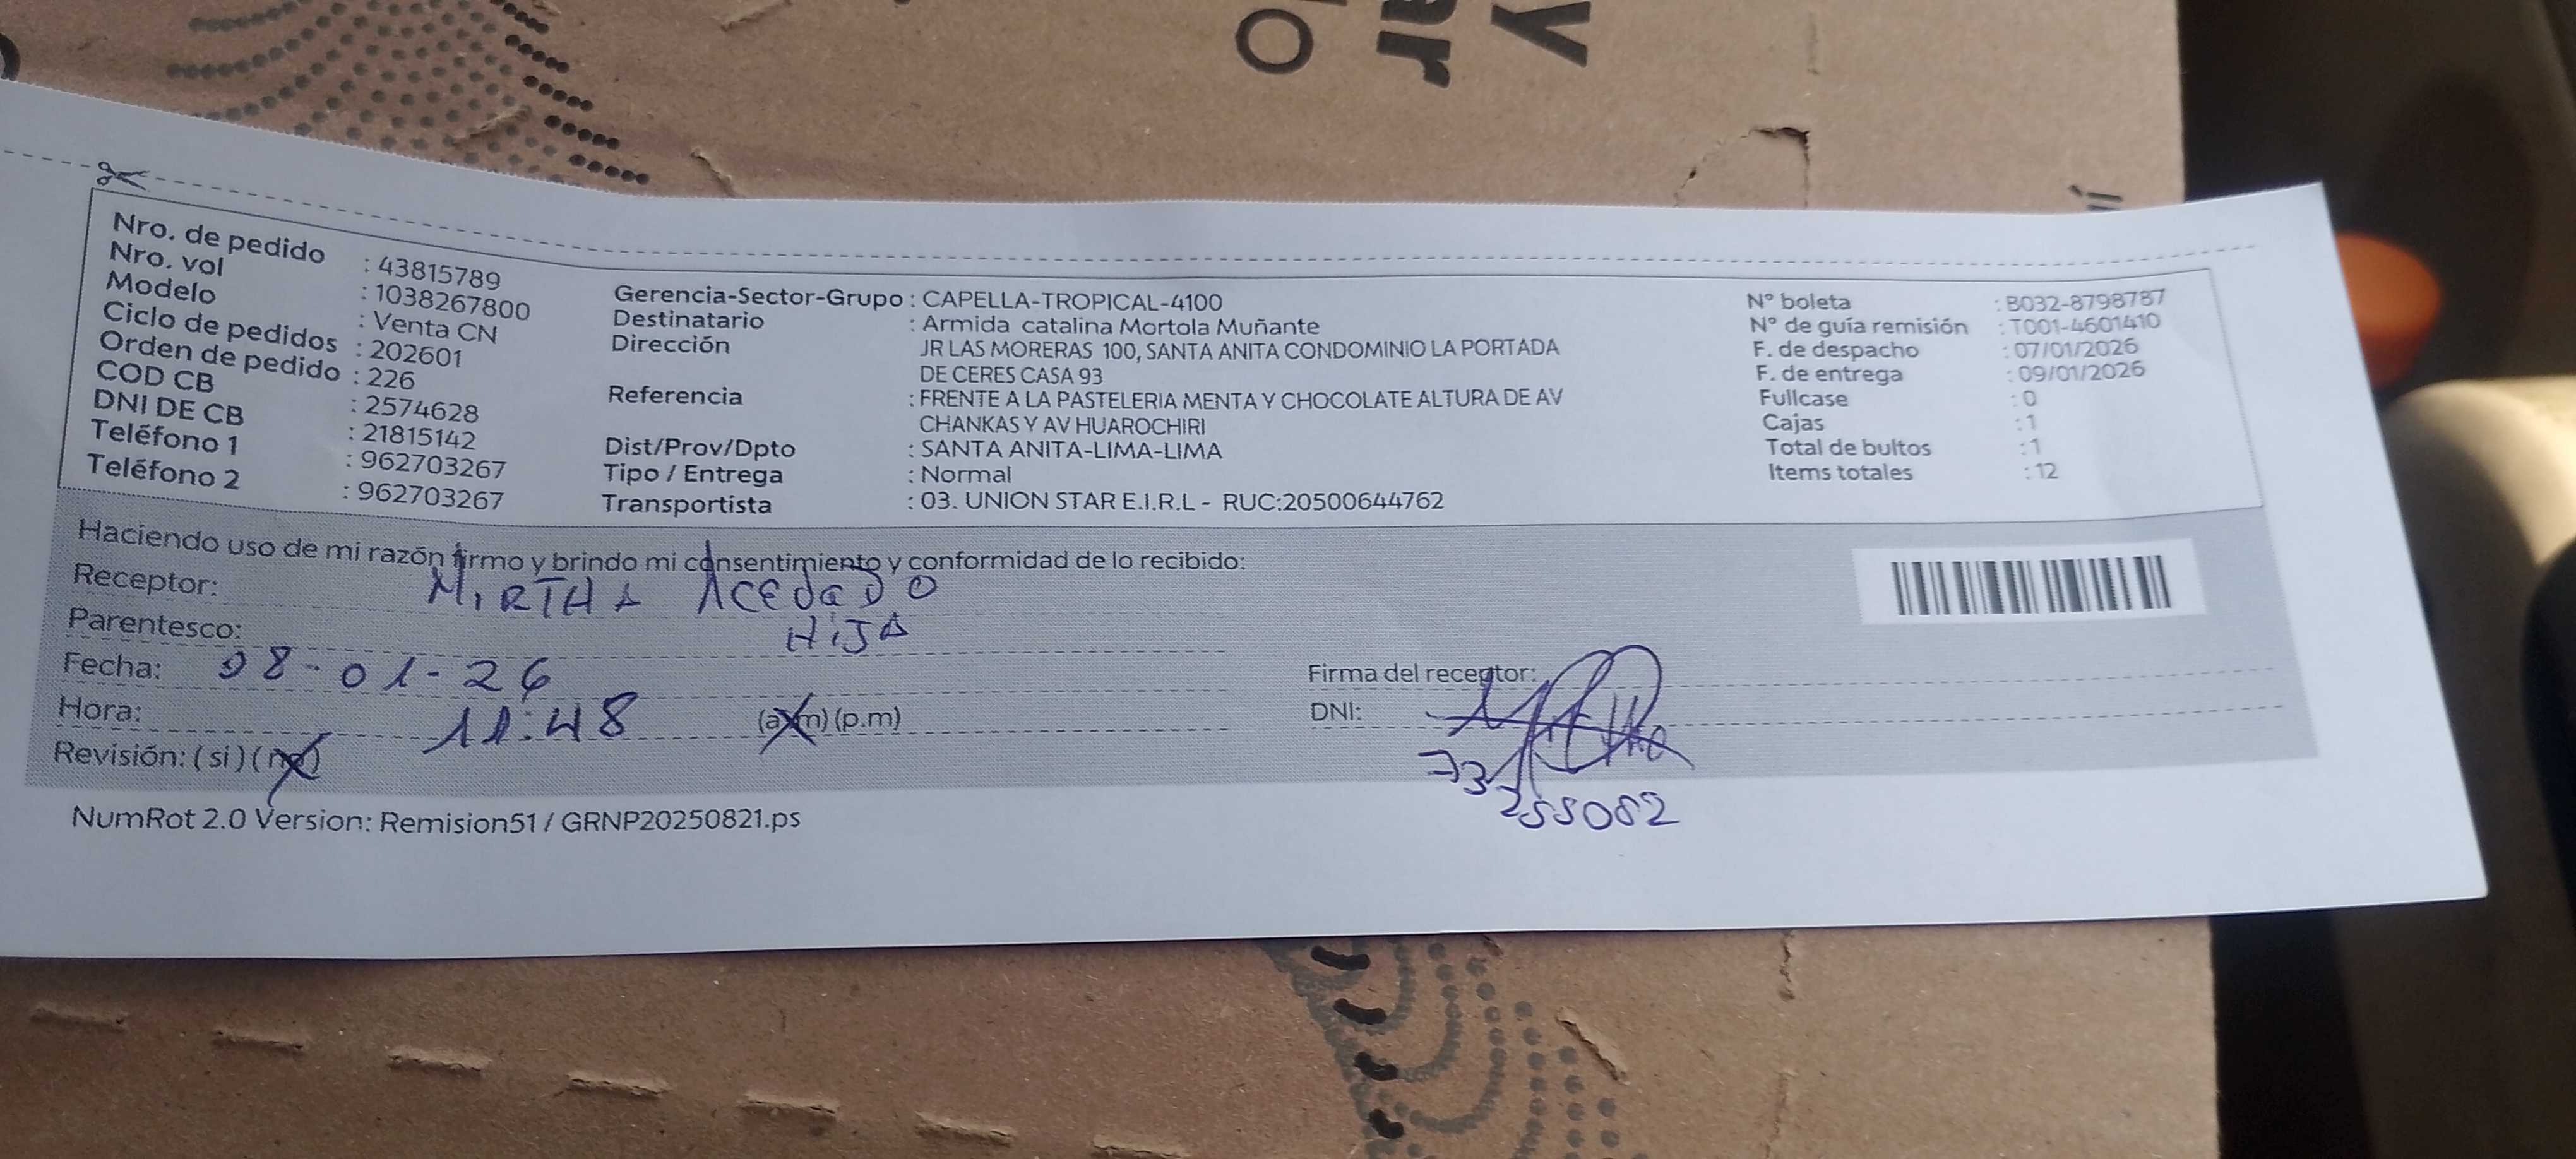 y
ar
O
Nro. de pedido : 43815789
Nro. vol : 1038267800
Modelo : Venta CN
Ciclo de pedidos : 202601
Orden de pedido : 226
COD CB : 2574628
DNI DE CB : 21815142
Teléfono 1 : 962703267
Teléfono 2 : 962703267
Gerencia-Sector-Grupo : CAPELLA-TROPICAL-4100
Destinatario : Armida catalina Mortola Muñante
Dirección JR LAS MORERAS 100, SANTA ANITA CONDOMINIO LA PORTADA
DE CERES CASA 93
Referencia : FRENTE A LA PASTELERIA MENTA Y CHOCOLATE ALTURA DE AV
CHANKAS Y AV HUAROCHIRI
Dist/Prov/Dpto : SANTA ANITA-LIMA-LIMA
Tipo / Entrega : Normal
Transportista : 03. UNION STAR E.I.R.L - RUC:20500644762
N° boleta : B032-8798787
N° de guía remisión : T001-4601410
F. de despacho : 07/01/2026
F. de entrega : 09/01/2026
Fullcase : 0
Cajas : 1
Total de bultos : 1
Items totales : 12
Haciendo uso de mi razón firmo y brindo mi consentimiento y conformidad de lo recibido:
Receptor: MIRTHA ACEDADO
Parentesco: HIJA
Fecha: 08-01-26
Hora: 11:48 (a.m) (p.m)
Revisión: ( si ) ( no )
Firma del receptor:
DNI:
NumRot 2.0 Version: Remision51 / GRNP20250821.ps